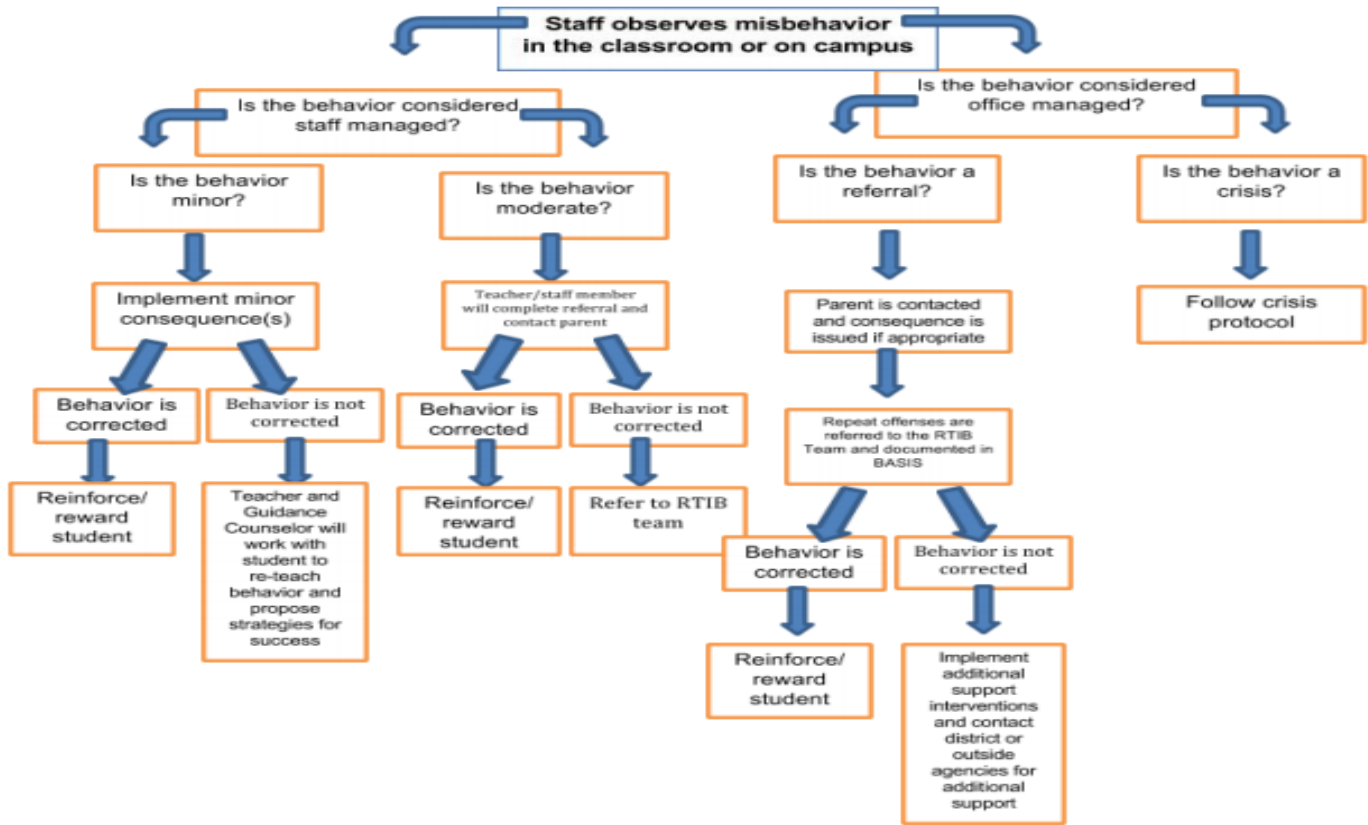 Staff observes misbehavior
in the classroom or on campus
Is the behavior considered
staff managed?
Is the behavior considered
office managed?
Is the behavior
minor?
Is the behavior
moderate?
Is the behavior a
referral?
Is the behavior a
crisis?
Implement minor
consequence(s)
Teacher/staff member
will complete referral and
contact parent
Parent is contacted
and consequence is
issued if appropriate
Follow crisis
protocol
Behavior is
corrected
Behavior is not
corrected
Behavior is
corrected
Behavior is not
corrected
Repeat offenses are
referred to the RTIB
Team and documented in
BASIS
Reinforce/
reward
student
Teacher and
Guidance
Counselor will
work with
student to
re-teach
behavior and
propose
strategies for
success
Reinforce/
reward
student
Refer to RTIB
team
Behavior is
corrected
Behavior is not
corrected
Reinforce/
reward
student
Implement
additional
support
interventions
and contact
district or
outside
agencies for
additional
support